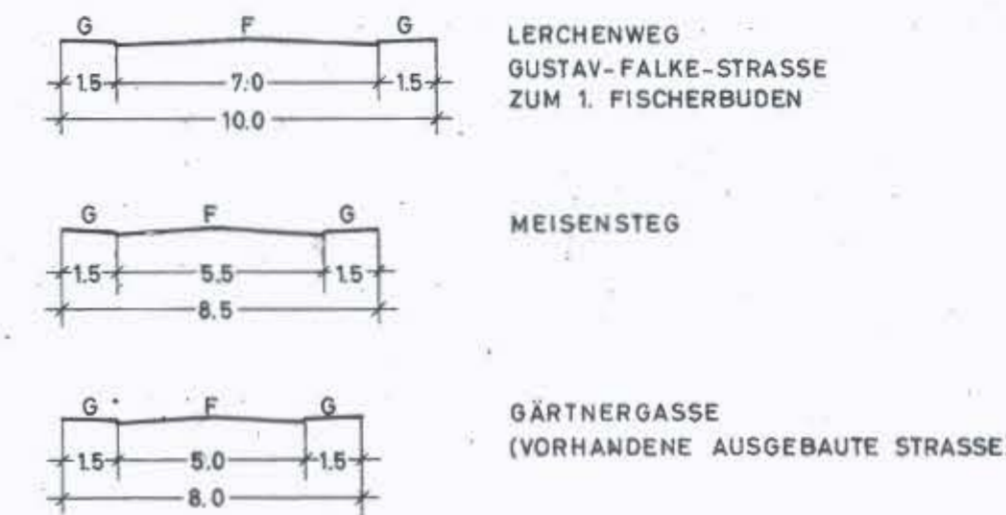 G F G
1.5 7.0 1.5
10.0
LERCHENWEG
GUSTAV-FALKE-STRASSE
ZUM 1. FISCHERBUDEN
G F G
1.5 5.5 1.5
8.5
MEISENSTEG
G F G
1.5 5.0 1.5
8.0
GÄRTNERGASSE
(VORHANDENE AUSGEBAUTE STRASSE